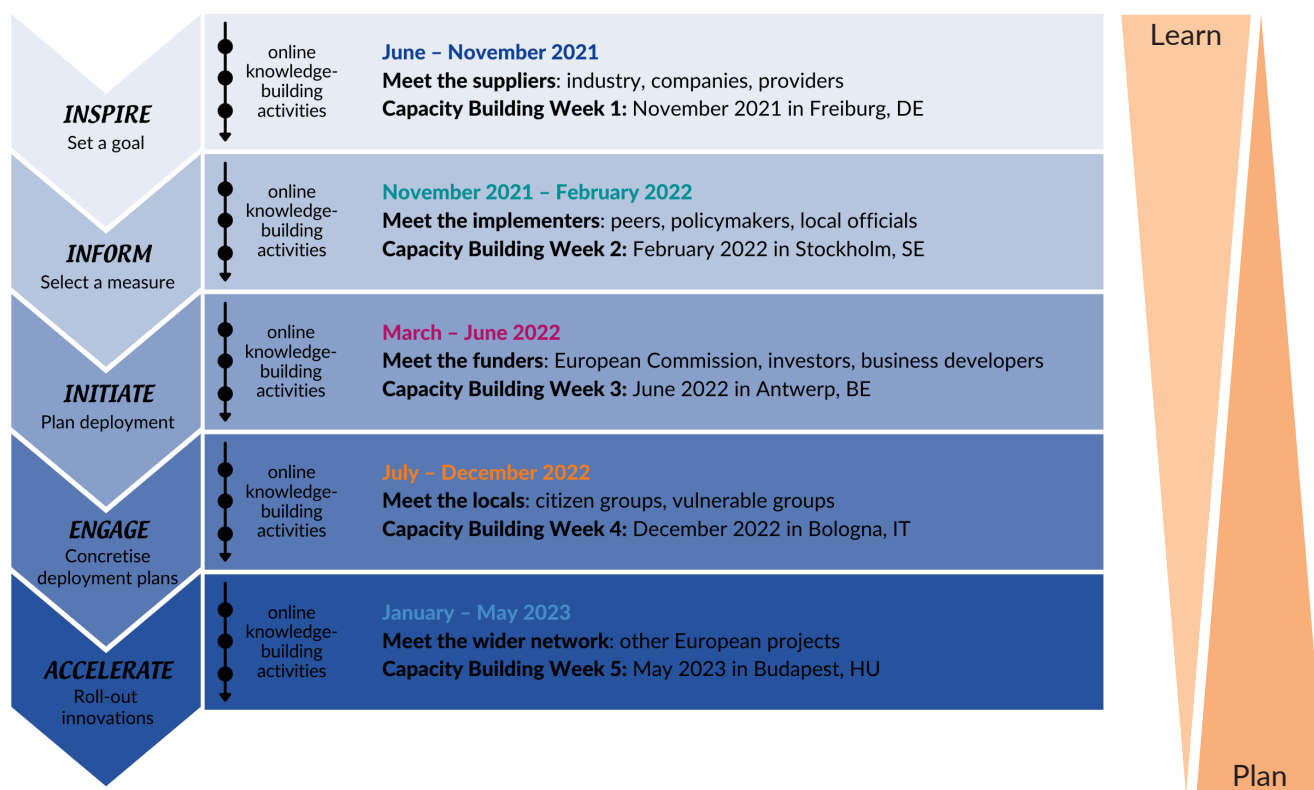 INSPIRE
Set a goal
online
knowledge-
building
activities
June – November 2021
Meet the suppliers: industry, companies, providers
Capacity Building Week 1: November 2021 in Freiburg, DE
INFORM
Select a measure
online
knowledge-
building
activities
November 2021 – February 2022
Meet the implementers: peers, policymakers, local officials
Capacity Building Week 2: February 2022 in Stockholm, SE
INITIATE
Plan deployment
online
knowledge-
building
activities
March – June 2022
Meet the funders: European Commission, investors, business developers
Capacity Building Week 3: June 2022 in Antwerp, BE
ENGAGE
Concretise
deployment plans
online
knowledge-
building
activities
July – December 2022
Meet the locals: citizen groups, vulnerable groups
Capacity Building Week 4: December 2022 in Bologna, IT
ACCELERATE
Roll-out
innovations
online
knowledge-
building
activities
January – May 2023
Meet the wider network: other European projects
Capacity Building Week 5: May 2023 in Budapest, HU
Learn
Plan